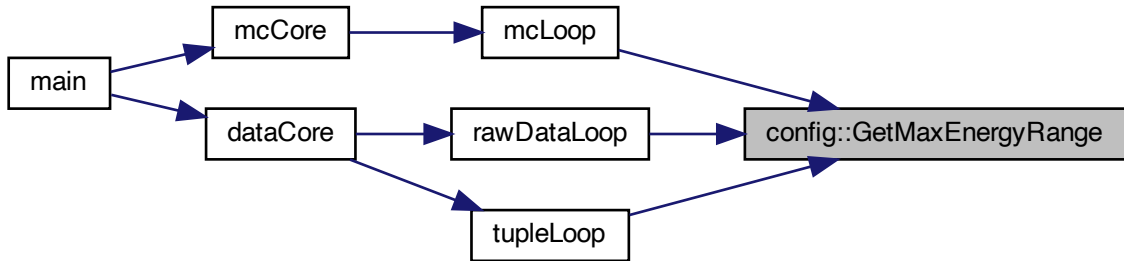 main
mcCore
mcLoop
dataCore
rawDataLoop
tupleLoop
config::GetMaxEnergyRange